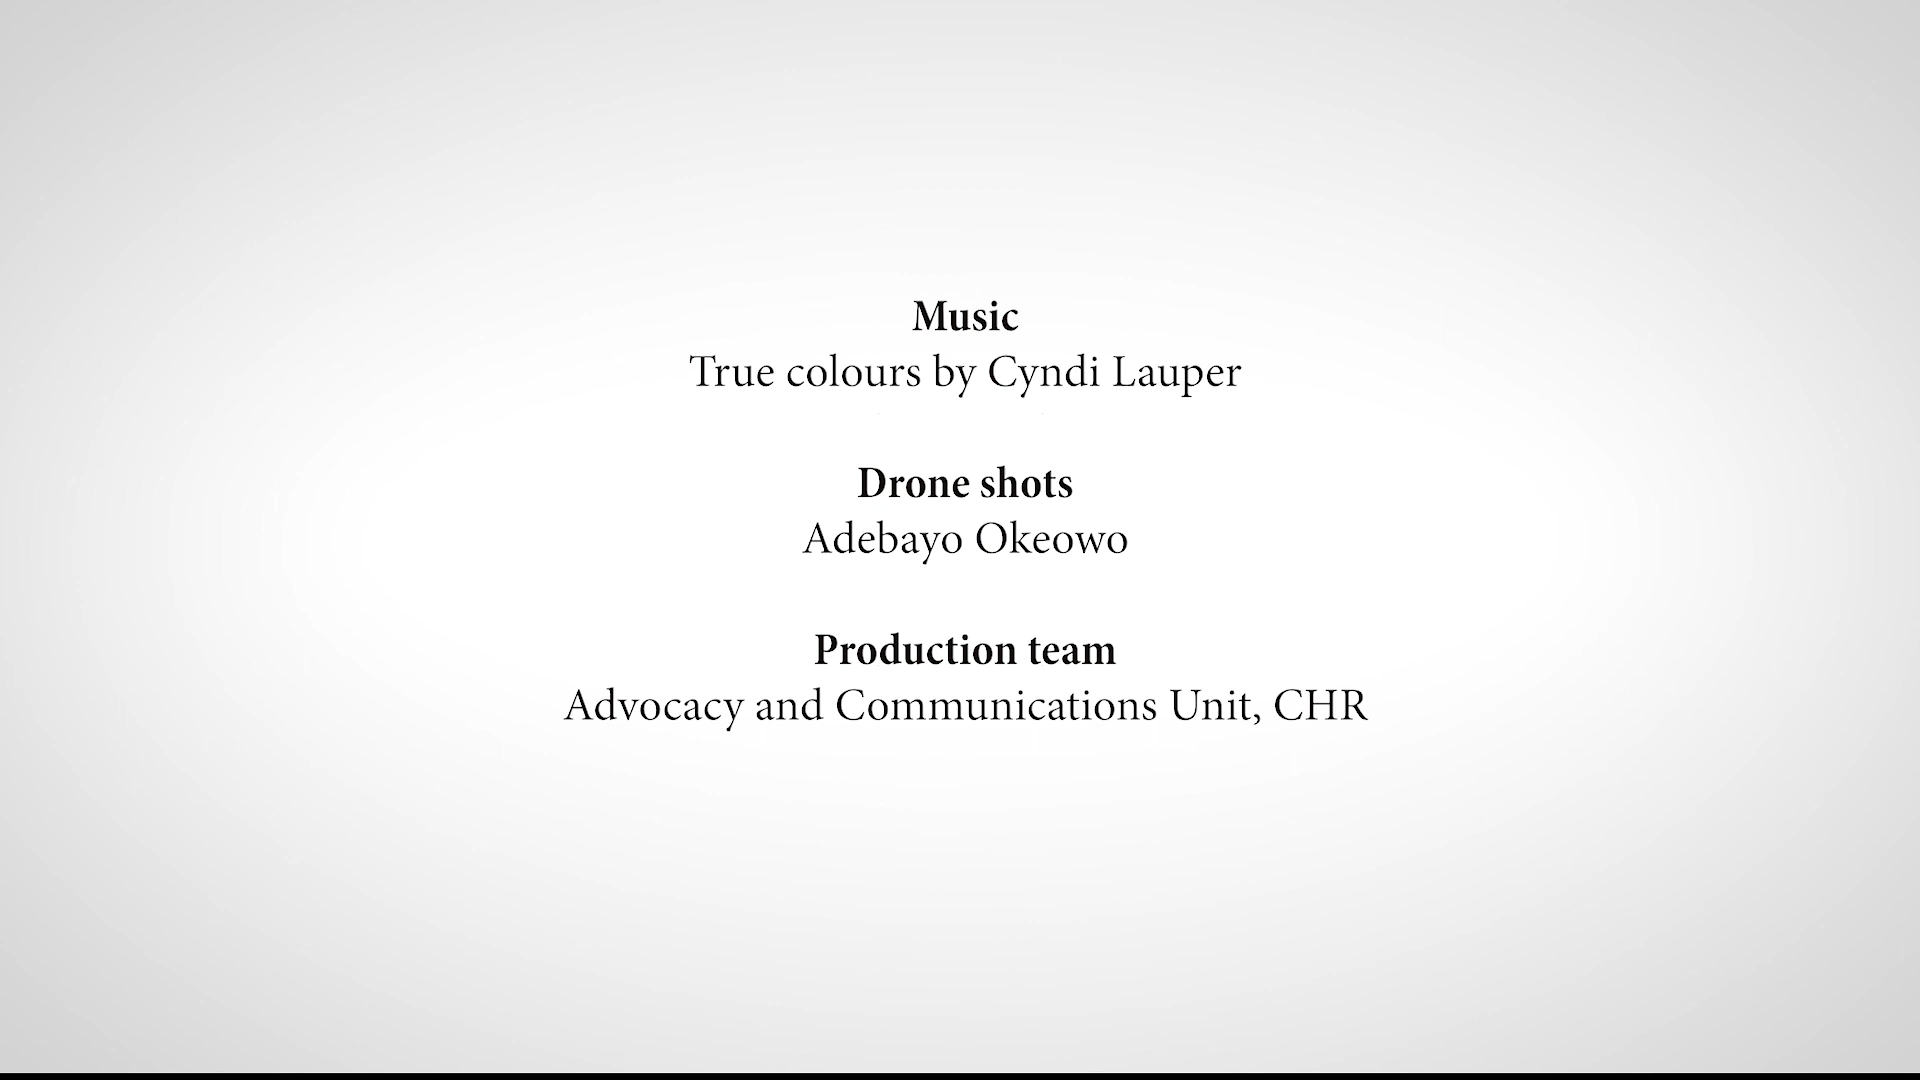 Music
True colours by Cyndi Lauper
Drone shots
Adebayo Okeowo
Production team
Advocacy and Communications Unit, CHR